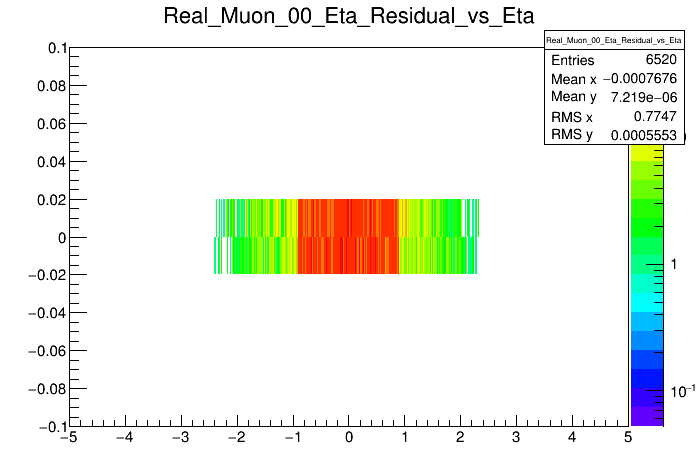 Real_Muon_00_Eta_Residual_vs_Eta
Real_Muon_00_Eta_Residual_vs_Eta
Entries 6520
Mean x −0.0007676
Mean y 7.219e−06
RMS x 0.7747
RMS y 0.0005553
0.1
0.08
0.06
0.04
0.02
0
−0.02
−0.04
−0.06
−0.08
−0.1
−5 −4 −3 −2 −1 0 1 2 3 4 5
1
10−1